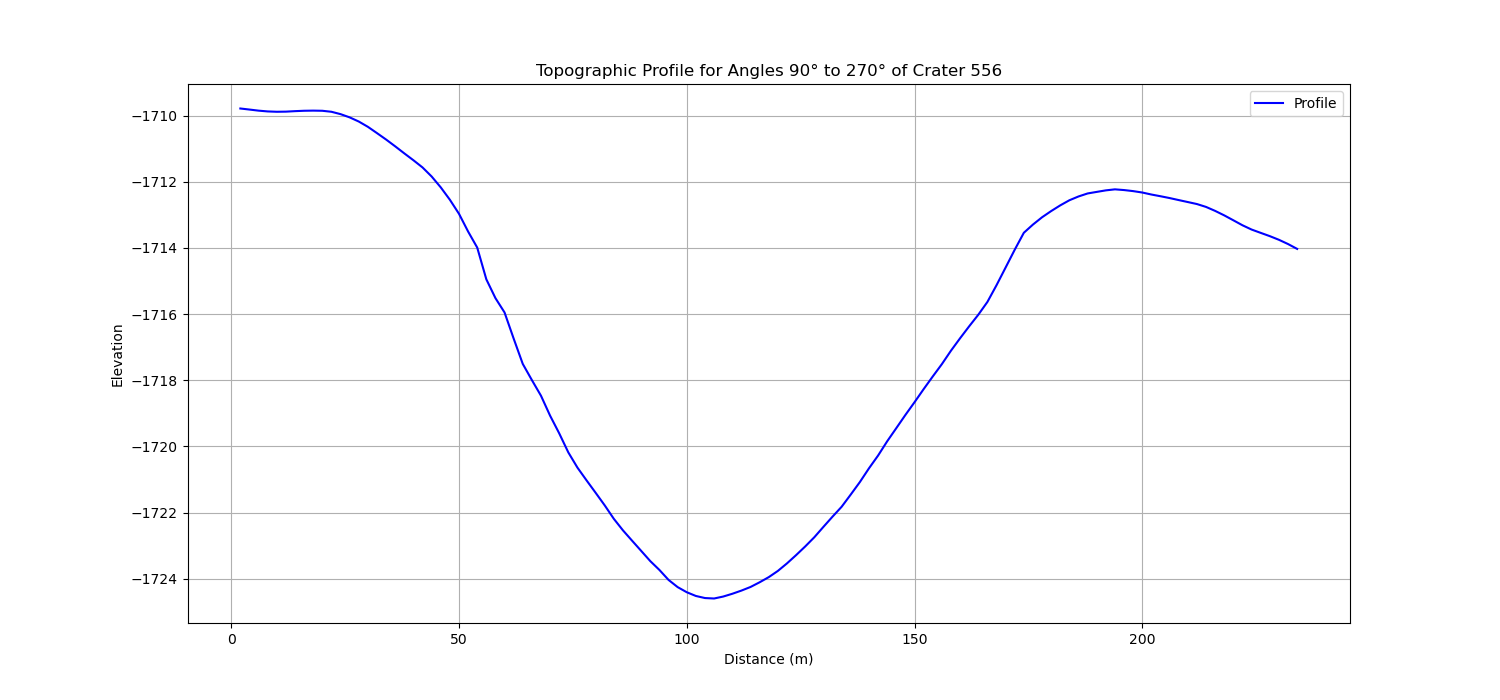 Topographic Profile for Angles 90° to 270° of Crater 556
Profile
−1710
−1712
−1714
−1716
−1718
−1720
−1722
−1724
Elevation
0 50 100 150 200
Distance (m)